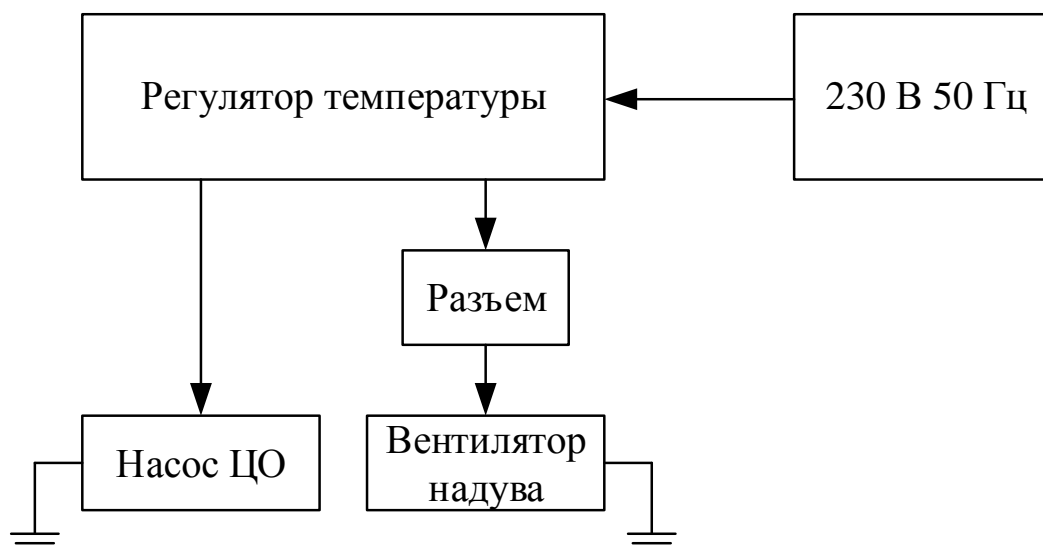 Регулятор температуры
230 В 50 Гц
Разъем
Насос ЦО
Вентилятор
надува